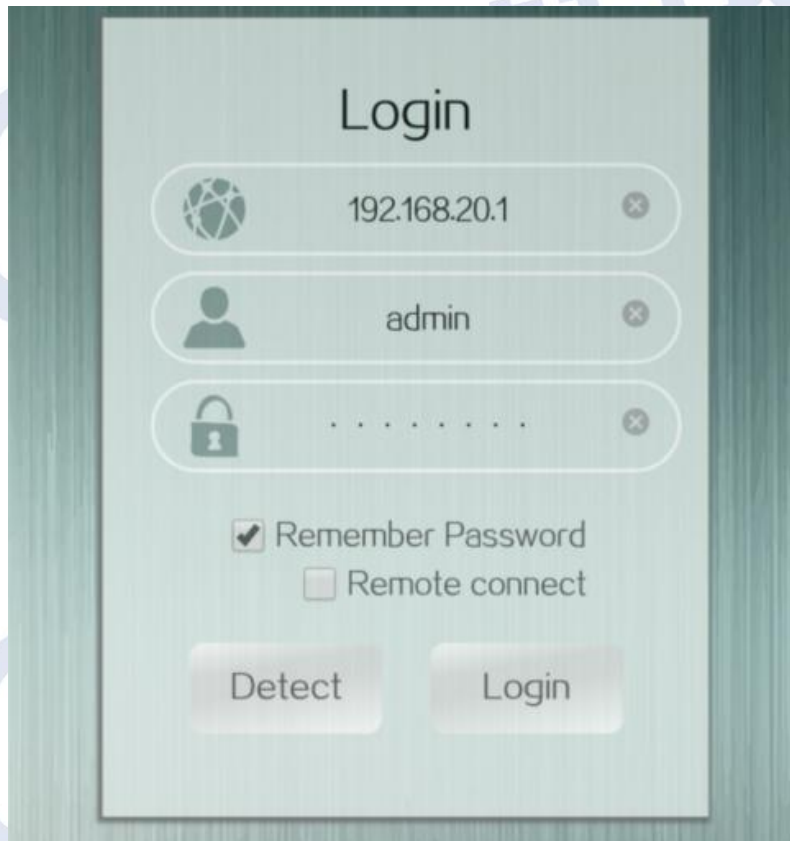 Login
192.168.20.1
admin
........
Remember Password
Remote connect
Detect Login